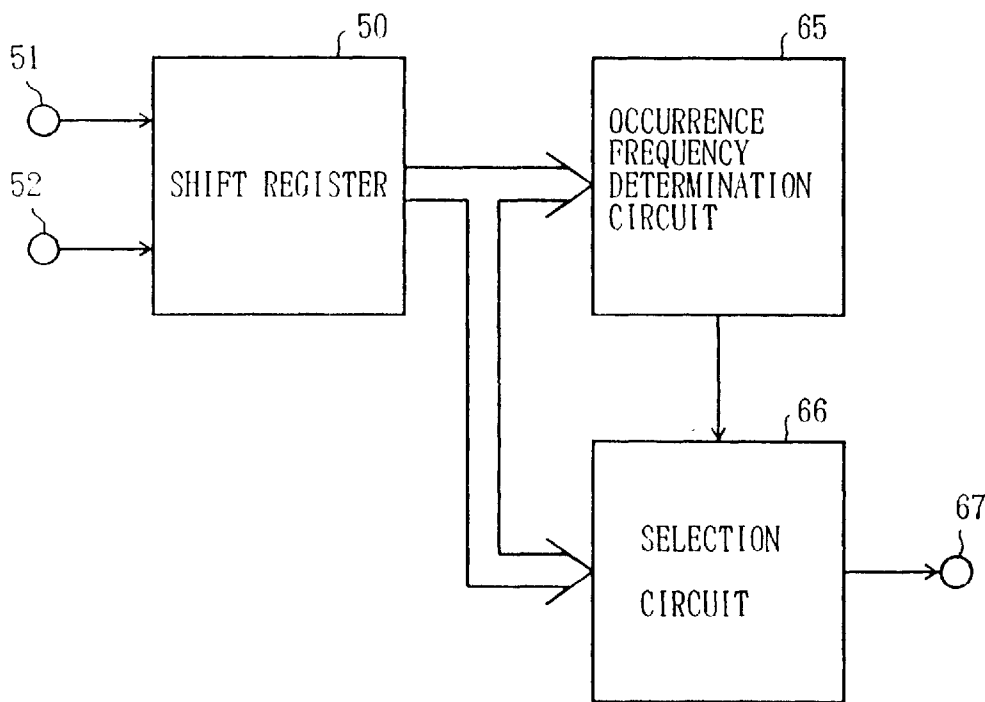 50
65
51
52
SHIFT REGISTER
OCCURRENCE
FREQUENCY
DETERMINATION
CIRCUIT
66
67
SELECTION
CIRCUIT